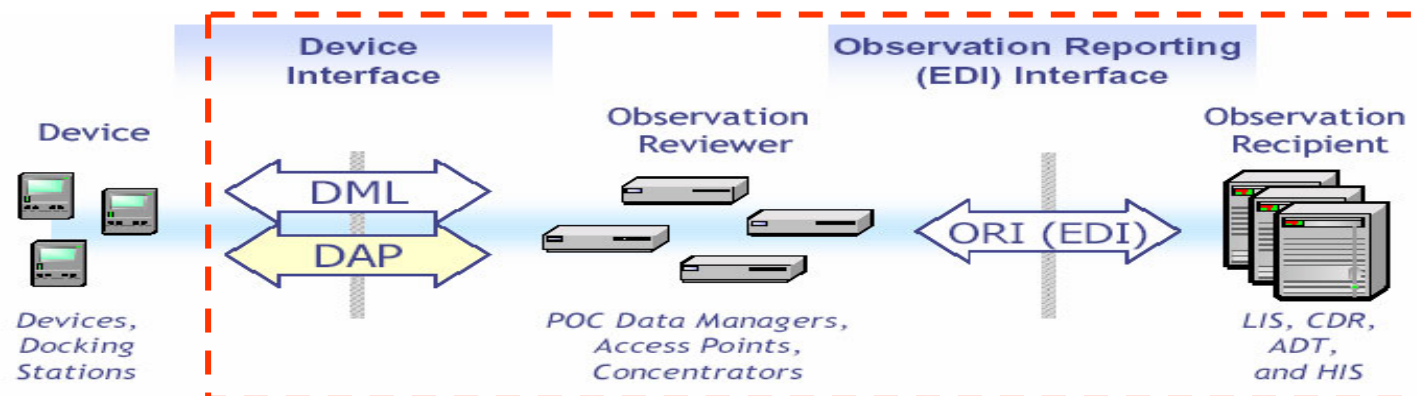 Device
Interface
Observation Reporting
(EDI) Interface
Device
Observation
Reviewer
Observation
Recipient
DML
DAP
ORI (EDI)
Devices,
Docking
Stations
POC Data Managers,
Access Points,
Concentrators
LIS, CDR,
ADT,
and HIS